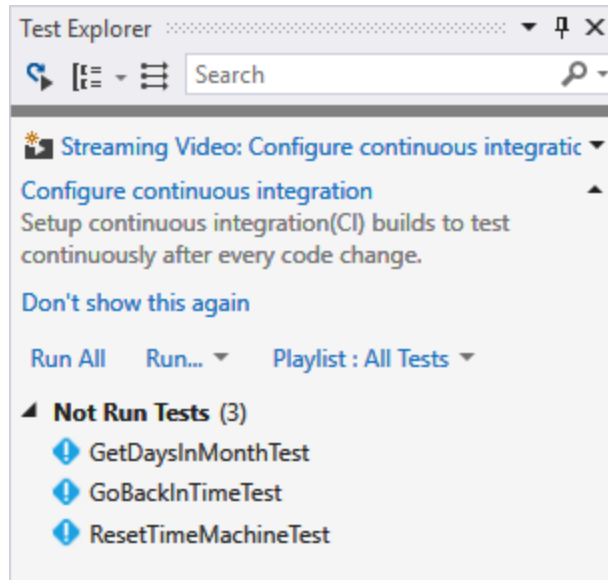 Test Explorer
Search
Streaming Video: Configure continuous integratic
Configure continuous integration
Setup continuous integration(CI) builds to test
continuously after every code change.
Don't show this again
Run All Run... Playlist : All Tests
Not Run Tests (3)
GetDaysInMonthTest
GoBackInTimeTest
ResetTimeMachineTest